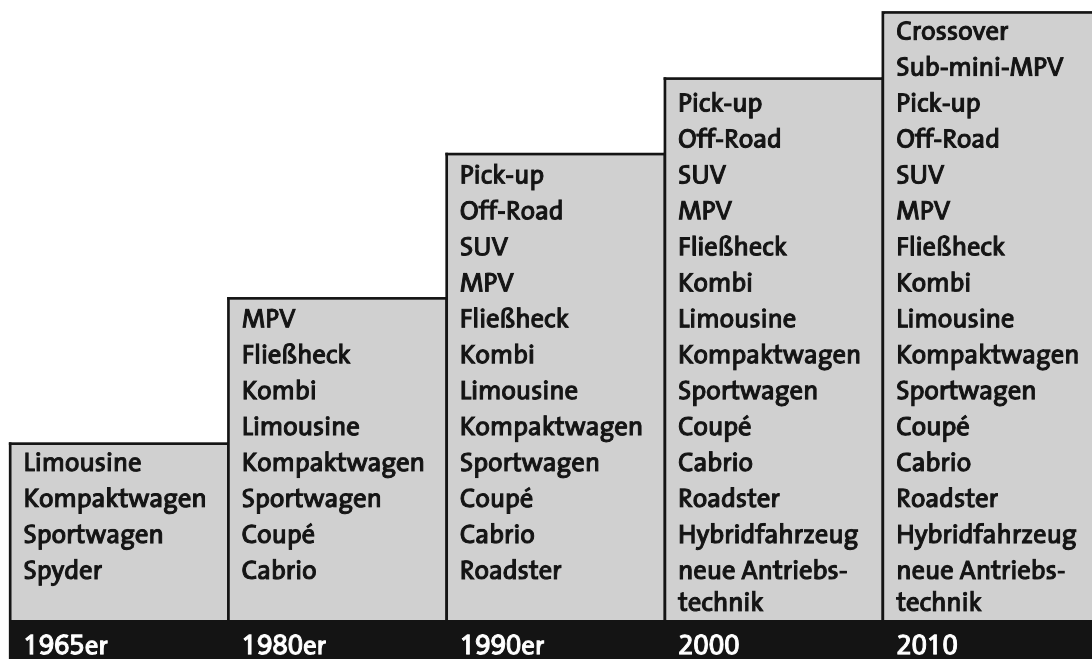 Limousine
Kompaktwagen
Sportwagen
Spyder
1965er
MPV
Fließheck
Kombi
Limousine
Kompaktwagen
Sportwagen
Coupé
Cabrio
1980er
Pick-up
Off-Road
SUV
MPV
Fließheck
Kombi
Limousine
Kompaktwagen
Sportwagen
Coupé
Cabrio
Roadster
1990er
Pick-up
Off-Road
SUV
MPV
Fließheck
Kombi
Limousine
Kompaktwagen
Sportwagen
Coupé
Cabrio
Roadster
Hybridfahrzeug
neue Antriebs-
technik
2000
Crossover
Sub-mini-MPV
Pick-up
Off-Road
SUV
MPV
Fließheck
Kombi
Limousine
Kompaktwagen
Sportwagen
Coupé
Cabrio
Roadster
Hybridfahrzeug
neue Antriebs-
technik
2010